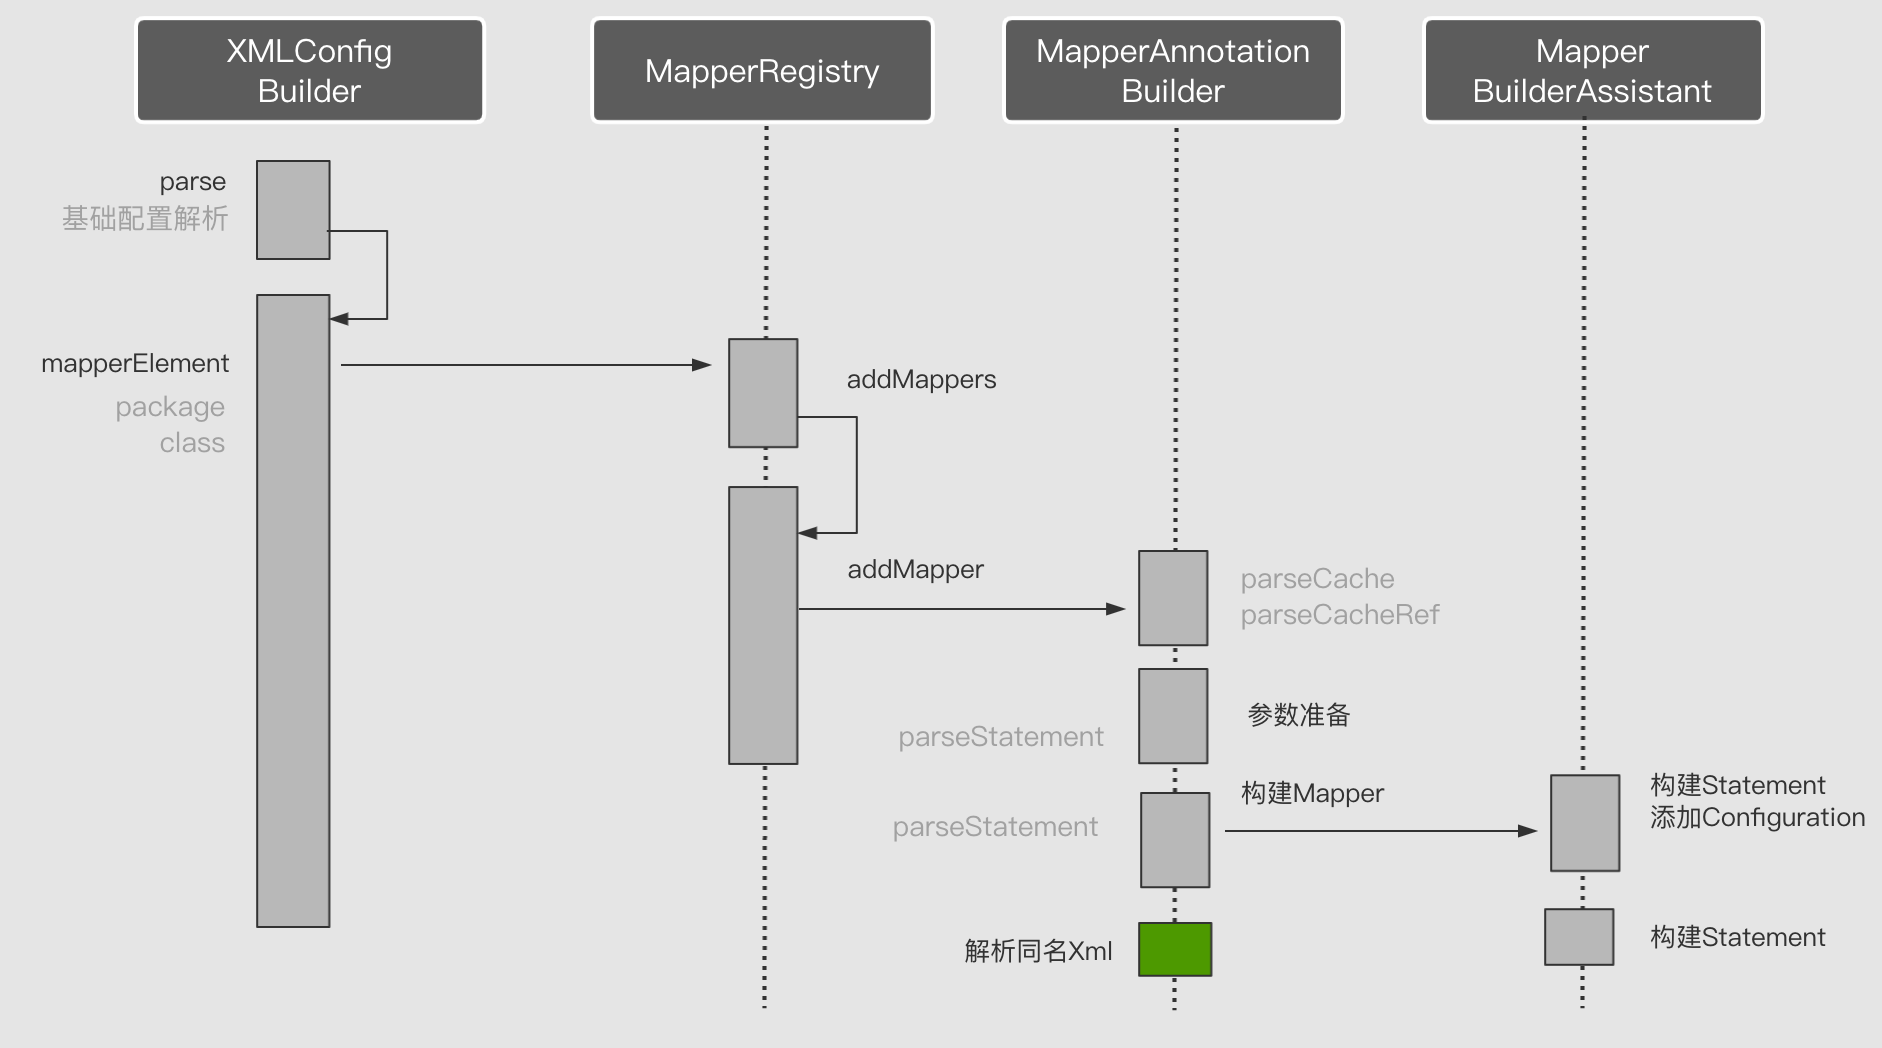 XMLConfig
Builder
MapperRegistry
MapperAnnotation
Builder
Mapper
BuilderAssistant
parse
基础配置解析
mapperElement
package
class
addMappers
addMapper
parseCache
parseCacheRef
参数准备
parseStatement
构建Mapper
parseStatement
构建Statement
添加Configuration
解析同名Xml
构建Statement